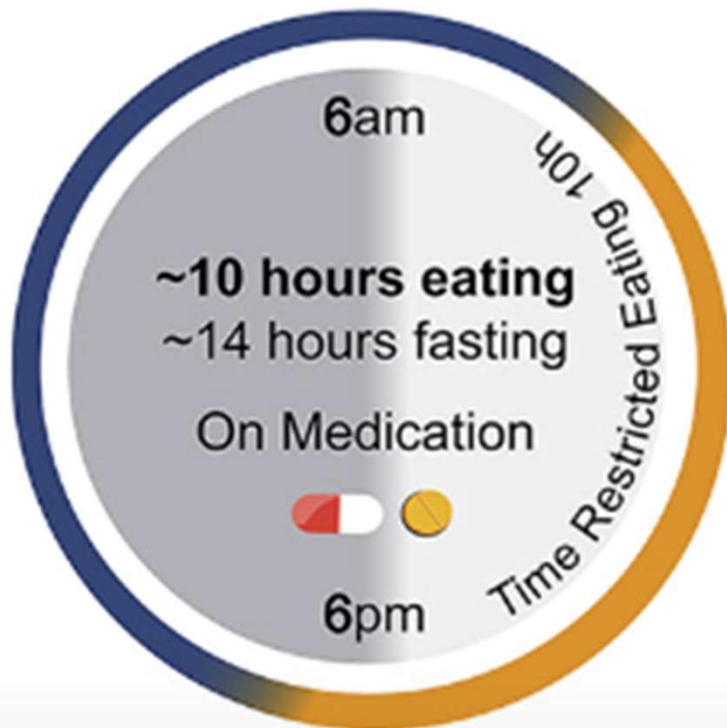 6am
Time Restricted Eating 10h
~10 hours eating
~14 hours fasting
On Medication
6pm